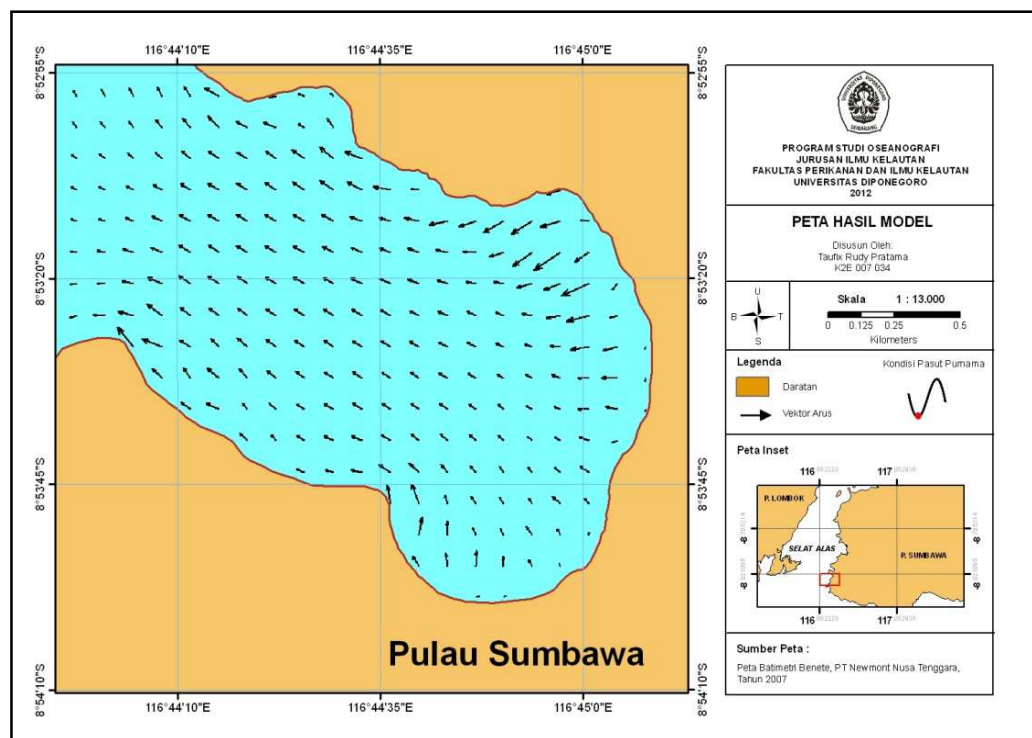 116°44'10"E
116°44'35"E
116°45'0"E
8°52'55"S
8°52'55"S
8°53'20"S
8°53'20"S
8°53'45"S
8°53'45"S
8°54'10"S
8°54'10"S
Pulau Sumbawa
116°44'10"E
116°44'35"E
116°45'0"E
UNIVERSITAS DIPONEGORO
SEMARANG
PROGRAM STUDI OSEANOGRAFI
JURUSAN ILMU KELAUTAN
FAKULTAS PERIKANAN DAN ILMU KELAUTAN
UNIVERSITAS DIPONEGORO
2012
PETA HASIL MODEL
Disusun Oleh:
Taufix Rudy Pratama
K2E 007 034
U
B
T
S
Skala 1 : 13.000
0 0.125 0.25 0.5
Kilometers
Legenda
Kondisi Pasut Purnama
Daratan
Vektor Arus
Peta Inset
116
117
P. LOMBOK
SELAT ALAS
P. SUMBAWA
116
117
Sumber Peta :
Peta Batimetri Benete, PT Newmont Nusa Tenggara,
Tahun 2007